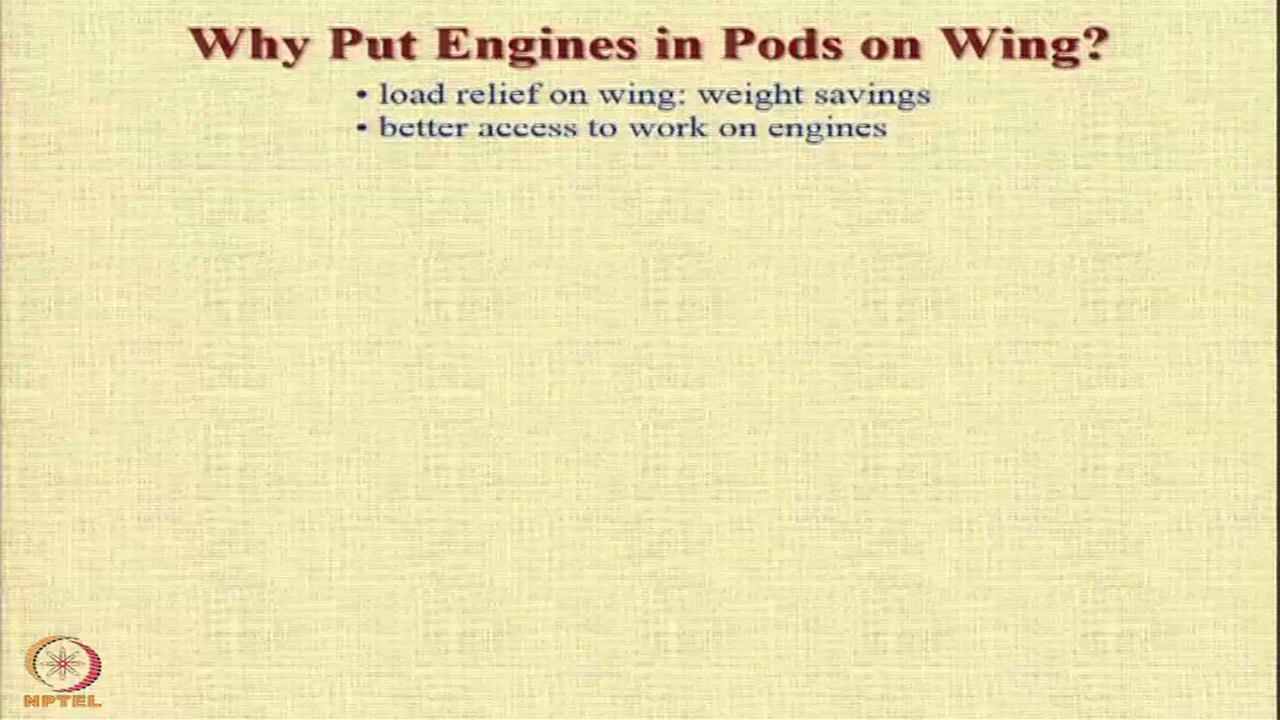 Why Put Engines in Pods on Wing?
• load relief on wing: weight savings
• better access to work on engines
NPTEL